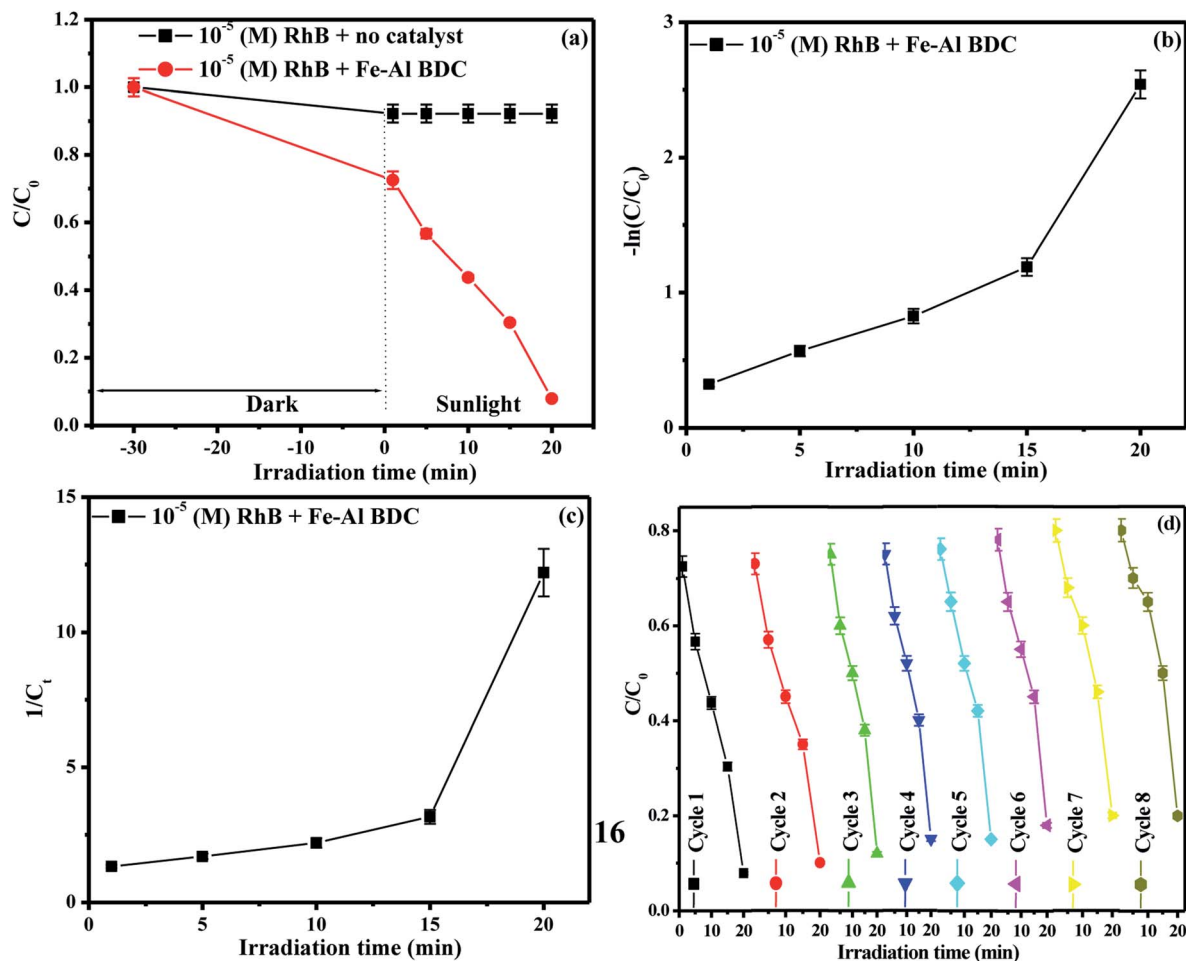 (a)
10⁻⁵ (M) RhB + no catalyst
10⁻⁵ (M) RhB + Fe-Al BDC
1.2
1.0
0.8
0.6
0.4
0.2
0.0
C/C₀
Dark
Sunlight
-30 -20 -10 0 5 10 15 20
Irradiation time (min)
(b)
10⁻⁵ (M) RhB + Fe-Al BDC
3
2
1
0
-ln(C/C₀)
0 5 10 15 20
Irradiation time (min)
(c)
10⁻⁵ (M) RhB + Fe-Al BDC
15
10
5
0
1/Cₜ
0 5 10 15 20
Irradiation time (min)
16
(d)
0.8
0.6
0.4
0.2
0.0
C/C₀
Cycle 1
Cycle 2
Cycle 3
Cycle 4
Cycle 5
Cycle 6
Cycle 7
Cycle 8
0 10 20 10 20 10 20 10 20 10 20 10 20 10 20 10 20
Irradiation time (min)